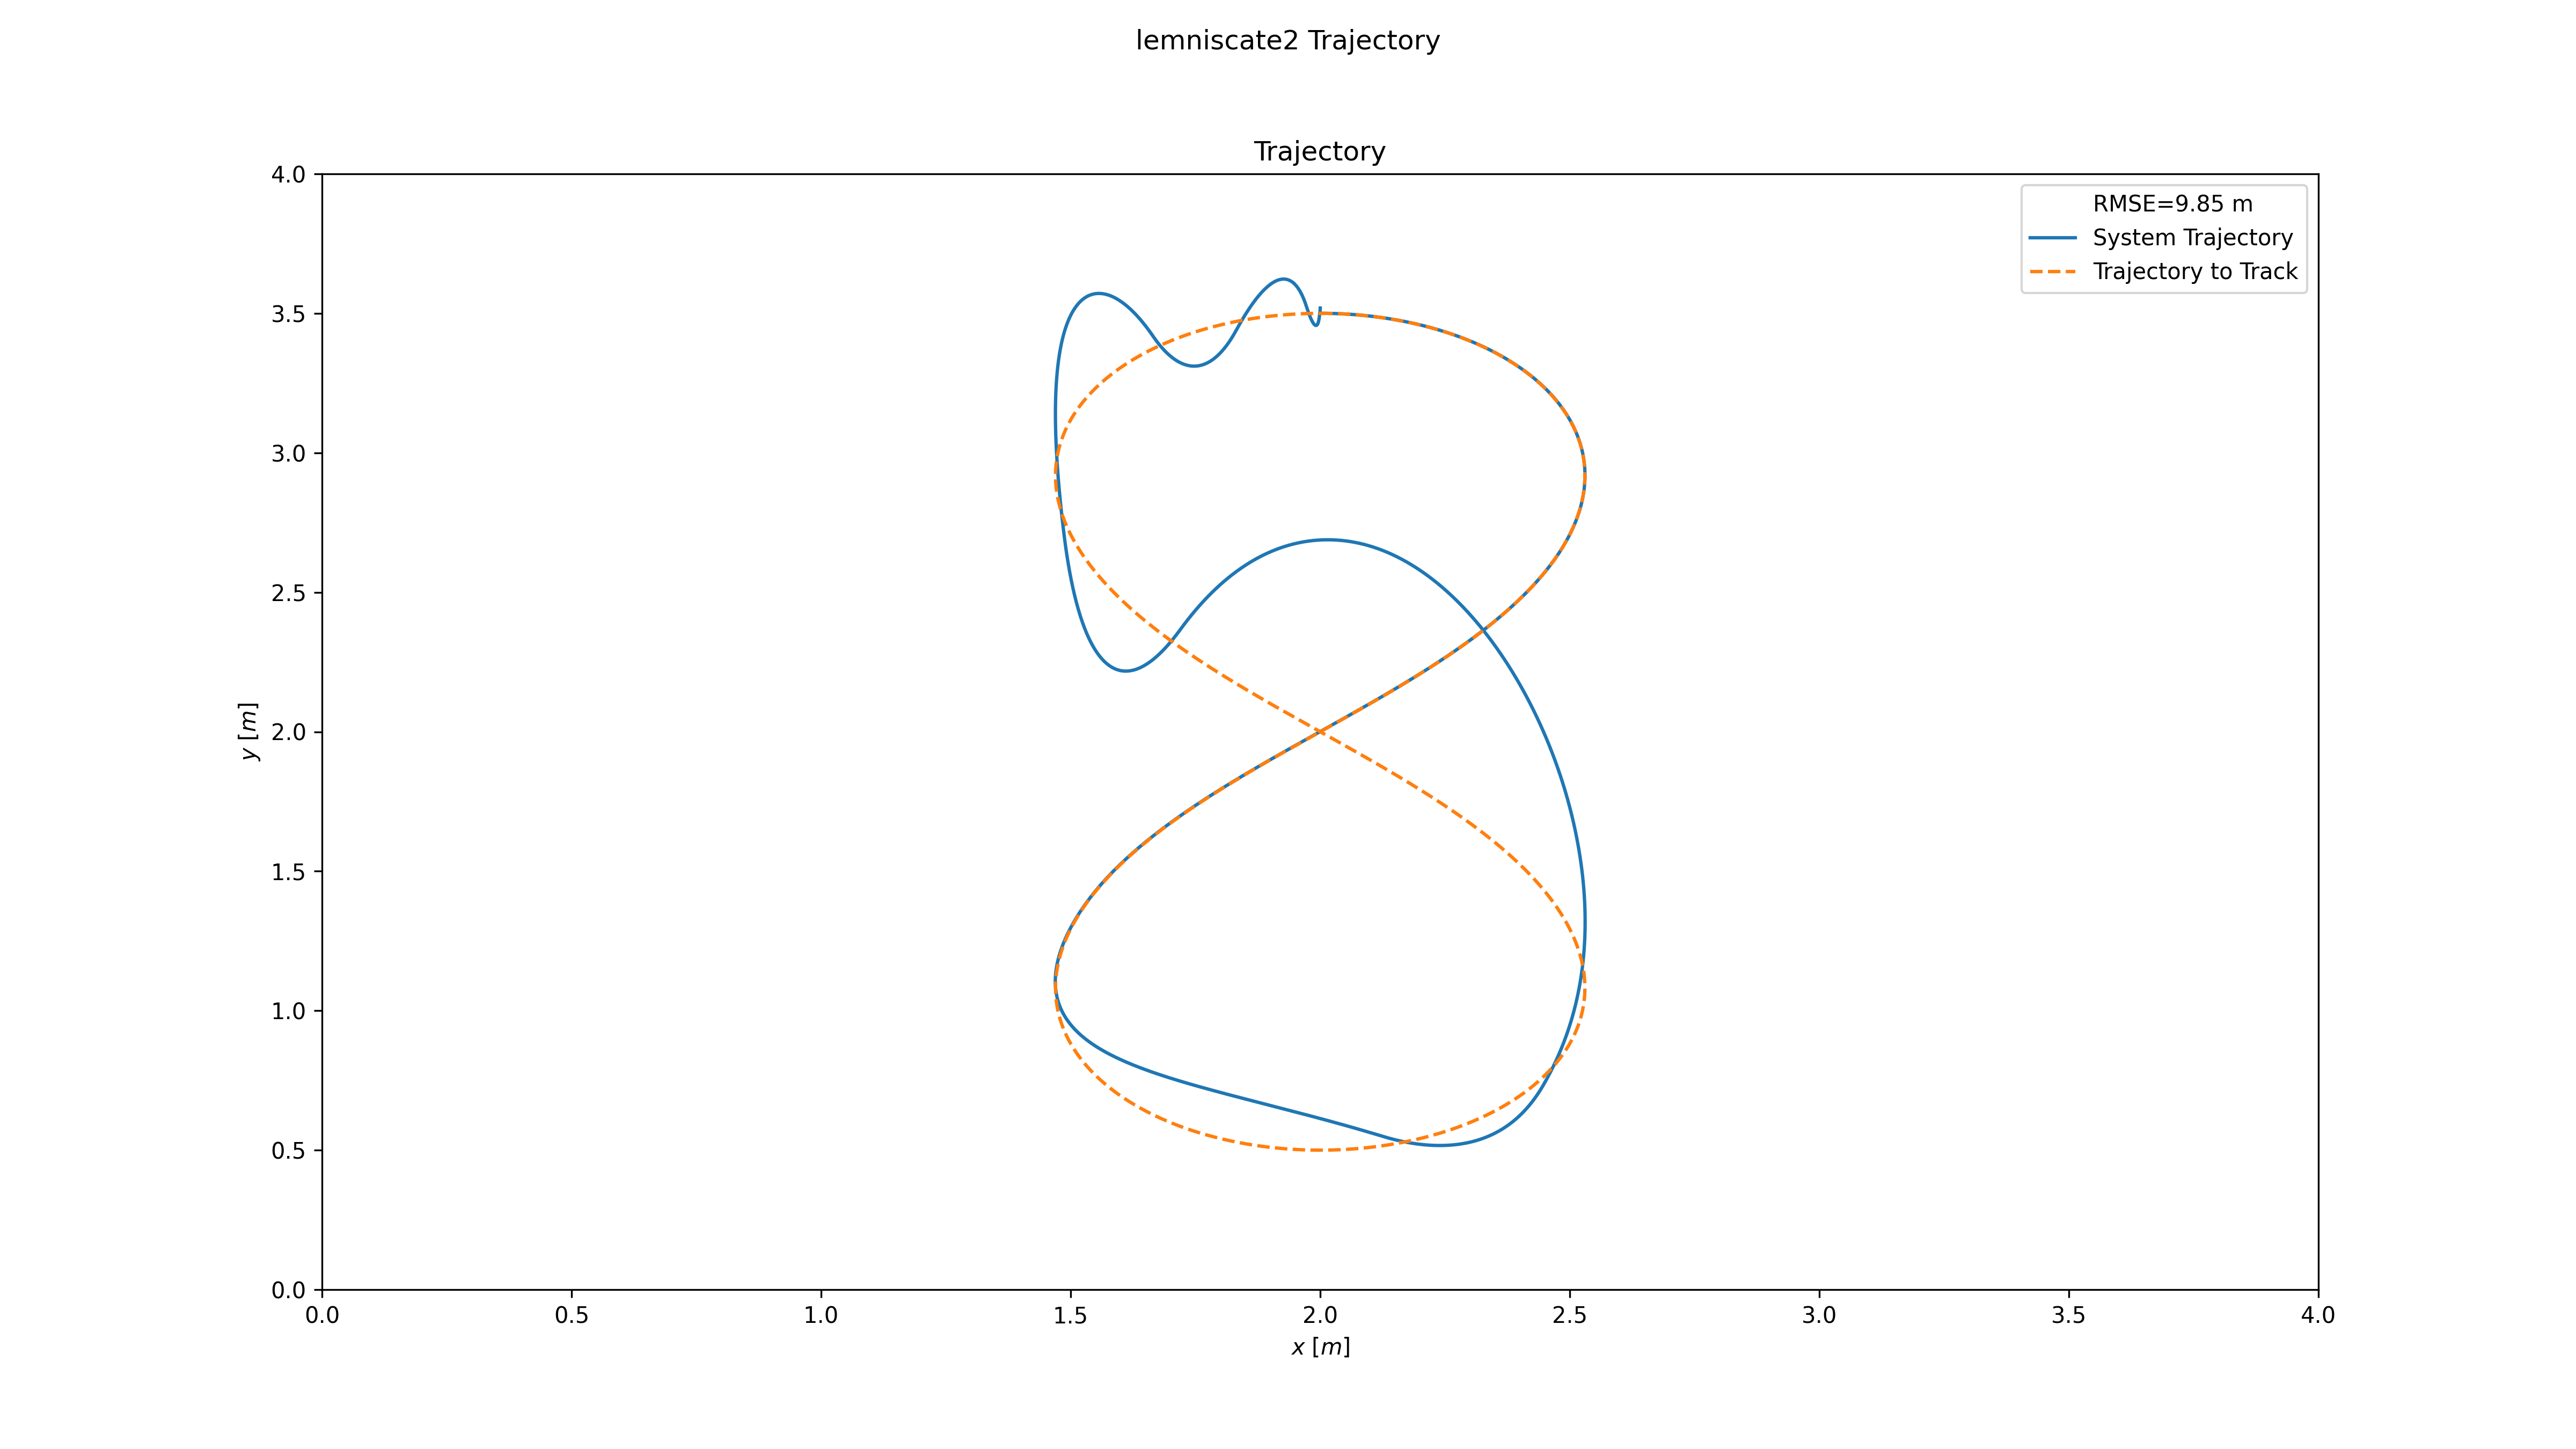 lemniscate2 Trajectory
Trajectory
RMSE=9.85 m
System Trajectory
Trajectory to Track
4.0
3.5
3.0
2.5
2.0
1.5
1.0
0.5
0.0
y [m]
0.0 0.5 1.0 1.5 2.0 2.5 3.0 3.5 4.0
x [m]